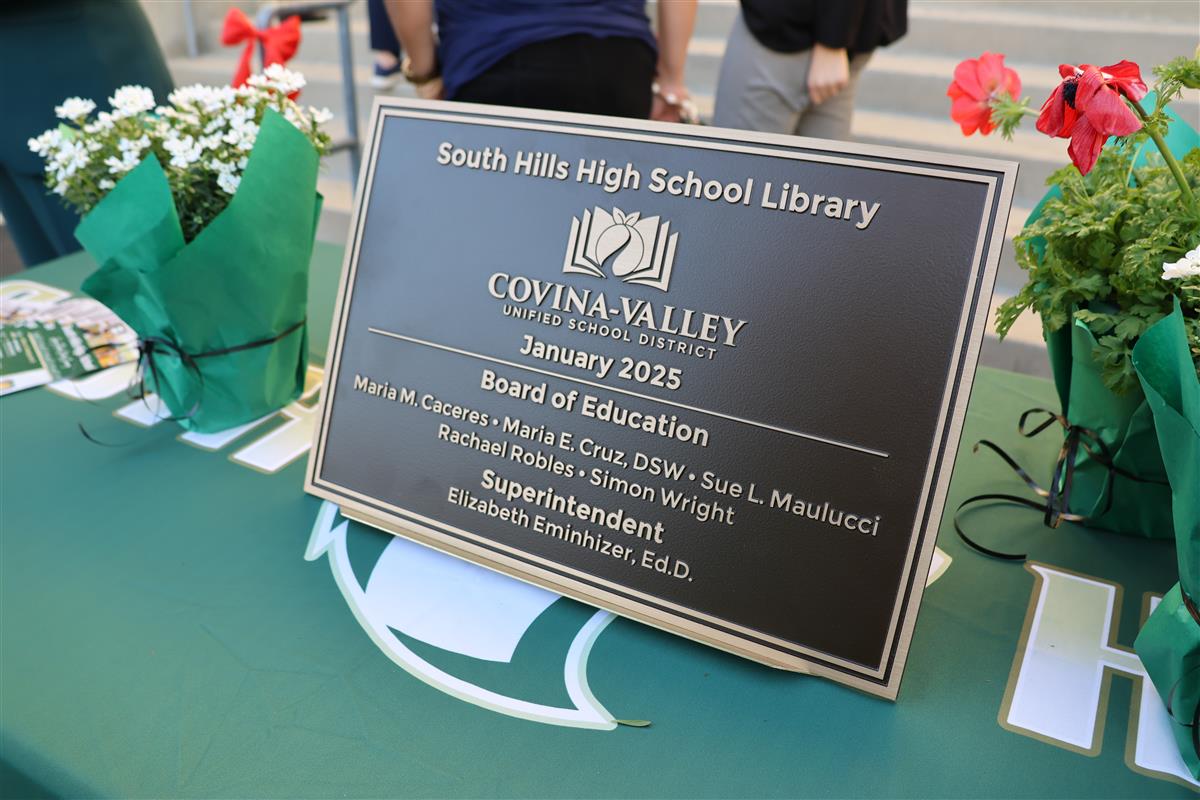 South Hills High School Library
COVINA-VALLEY
UNIFIED SCHOOL DISTRICT
January 2025
Board of Education
Maria M. Caceres • Maria E. Cruz, DSW • Sue L. Maulucci
Rachael Robles • Simon Wright
Superintendent
Elizabeth Eminhizer, Ed.D.